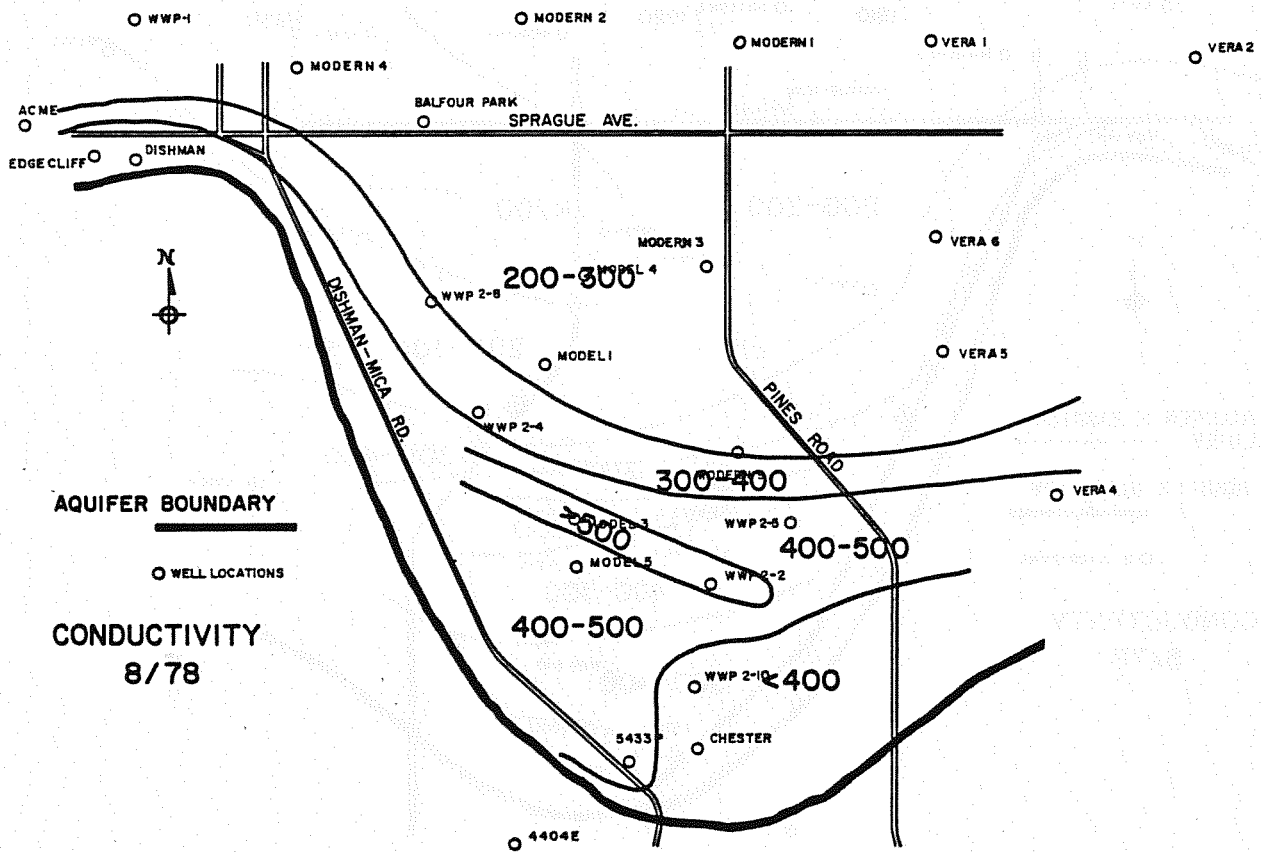 WWP-1
MODERN 2
MODERN 1
VERA 1
VERA 2
MODERN 4
ACME
BALFOUR PARK
SPRAGUE AVE.
EDGECLIFF
DISHMAN
N
MODERN 3
VERA 6
MODEL 4
200-300
WWP 2-8
DISHMAN-MICA RD.
MODEL 1
VERA 5
PINES ROAD
WWP 2-4
300-400
VERA 4
AQUIFER BOUNDARY
MODEL 3
>500
WWP 2-5
400-500
WELL LOCATIONS
MODEL 5
WWP 2-2
CONDUCTIVITY
8/78
400-500
WWP 2-10
<400
5433
CHESTER
4404E